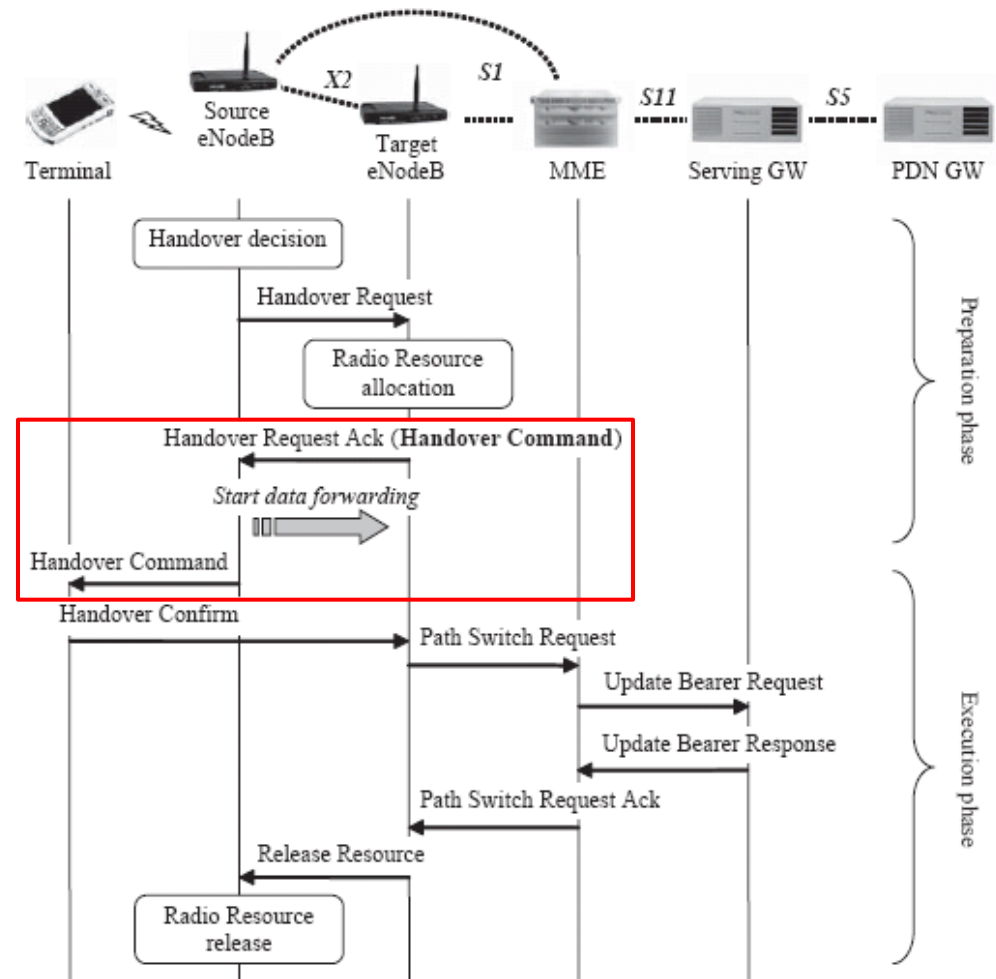 X2
S1
S11
S5
Source
eNodeB
Target
eNodeB
Terminal
MME
Serving GW
PDN GW
Handover decision
Handover Request
Radio Resource
allocation
Handover Request Ack (Handover Command)
Start data forwarding
Handover Command
Preparation phase
Handover Confirm
Path Switch Request
Update Bearer Request
Update Bearer Response
Path Switch Request Ack
Release Resource
Radio Resource
release
Execution phase